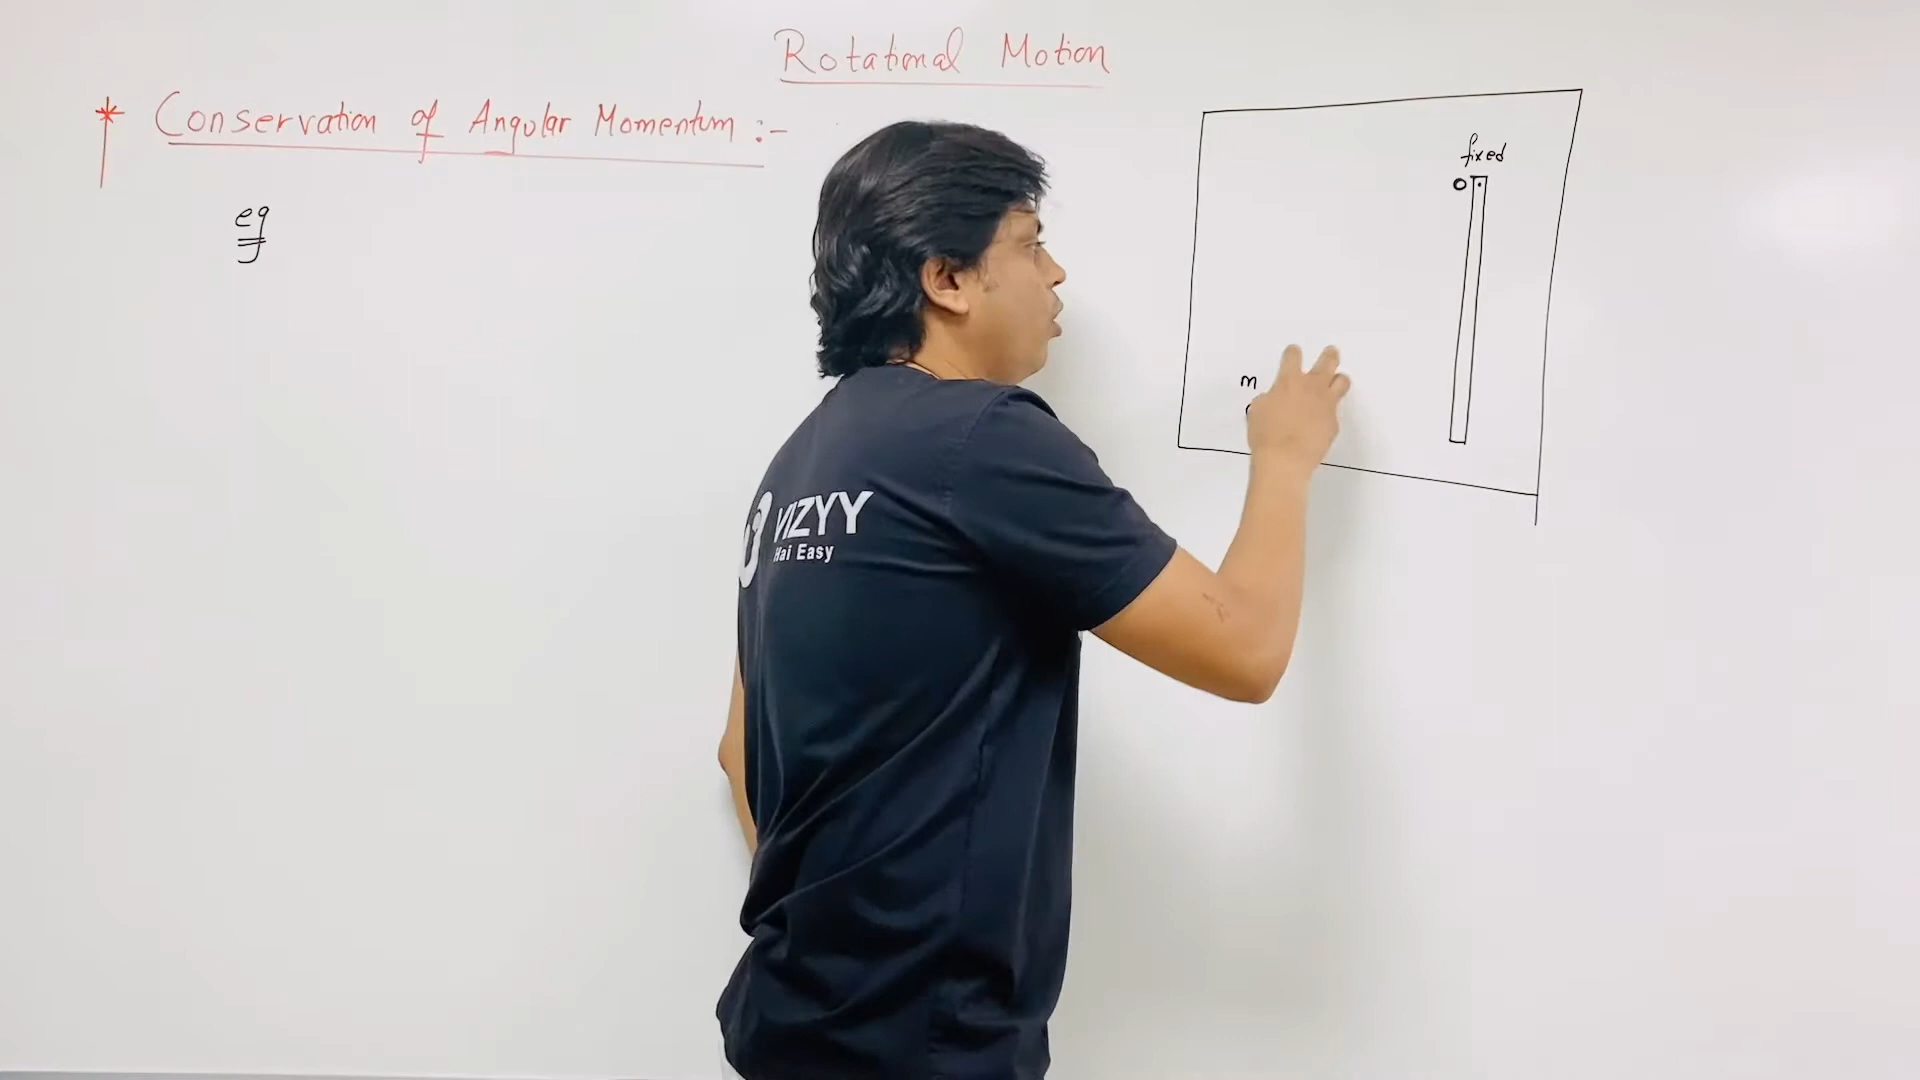 Rotational Motion
* Conservation of Angular Momentum :-
eg
fixed
O
m
VIZYY
Hai Easy